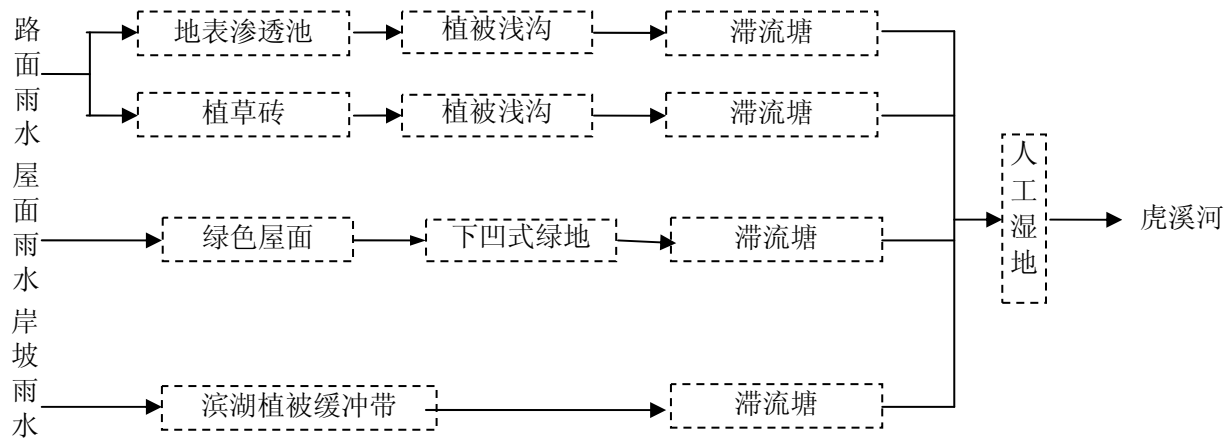 路面雨水
地表渗透池
植被浅沟
滞流塘
植草砖
植被浅沟
滞流塘
屋面雨水
绿色屋面
下凹式绿地
滞流塘
岸坡雨水
滨湖植被缓冲带
滞流塘
人工湿地
虎溪河